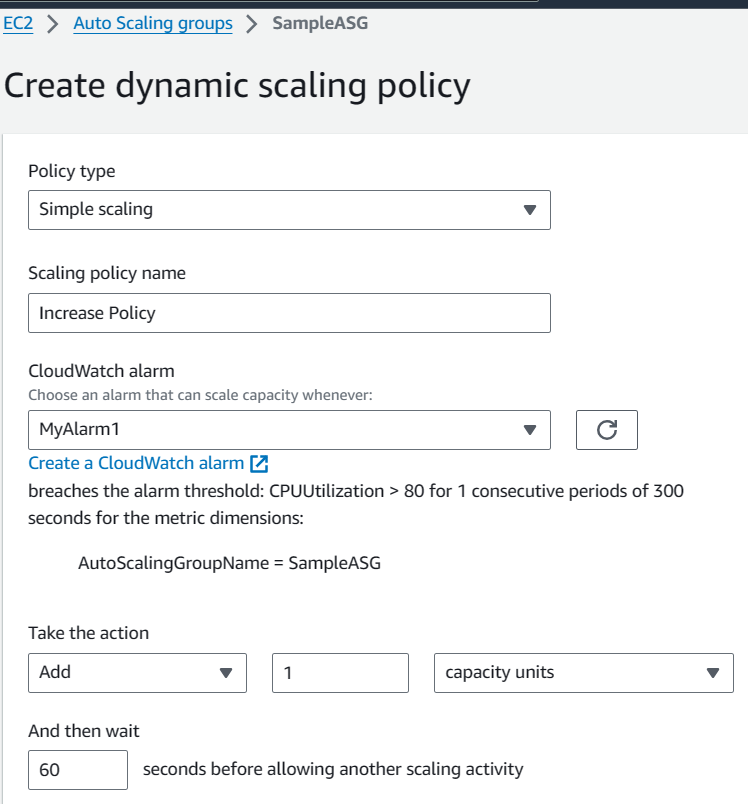 EC2 > Auto Scaling groups > SampleASG
Create dynamic scaling policy
Policy type
Simple scaling
Scaling policy name
Increase Policy
CloudWatch alarm
Choose an alarm that can scale capacity whenever:
MyAlarm1
Create a CloudWatch alarm
breaches the alarm threshold: CPUUtilization > 80 for 1 consecutive periods of 300
seconds for the metric dimensions:
AutoScalingGroupName = SampleASG
Take the action
Add 1 capacity units
And then wait
60 seconds before allowing another scaling activity